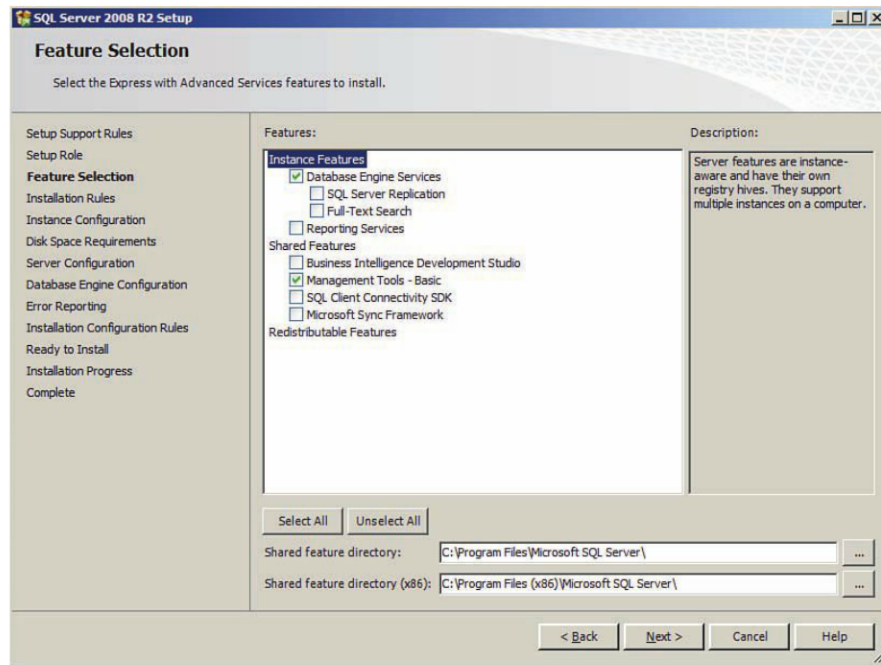 SQL Server 2008 R2 Setup
Feature Selection
Select the Express with Advanced Services features to install.
Setup Support Rules
Setup Role
Feature Selection
Installation Rules
Instance Configuration
Disk Space Requirements
Server Configuration
Database Engine Configuration
Error Reporting
Installation Configuration Rules
Ready to Install
Installation Progress
Complete
Features:
Instance Features
Database Engine Services
SQL Server Replication
Full-Text Search
Reporting Services
Shared Features
Business Intelligence Development Studio
Management Tools - Basic
SQL Client Connectivity SDK
Microsoft Sync Framework
Redistributable Features
Description:
Server features are instance-
aware and have their own
registry hives. They support
multiple instances on a computer.
Select All
Unselect All
Shared feature directory: C:\Program Files\Microsoft SQL Server\ ...
Shared feature directory (x86): C:\Program Files (x86)\Microsoft SQL Server\ ...
< Back
Next >
Cancel
Help